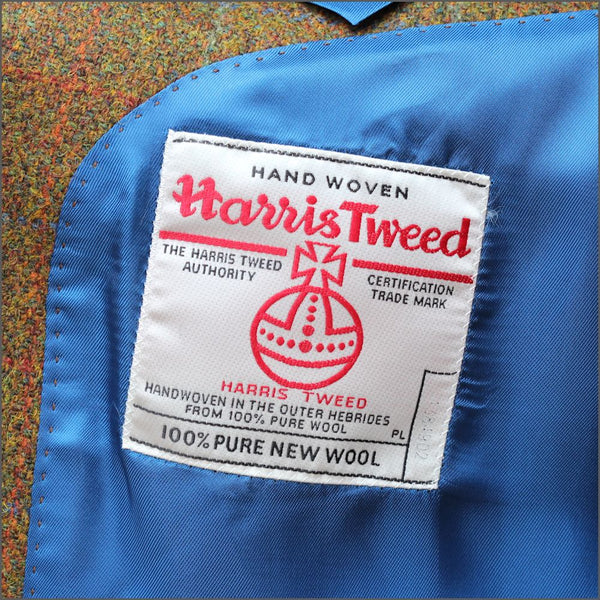 HAND WOVEN
Harris Tweed
THE HARRIS TWEED
AUTHORITY
CERTIFICATION
TRADE MARK
HARRIS TWEED
HANDWOVEN IN THE OUTER HEBRIDES
FROM 100% PURE WOOL
PL
100% PURE NEW WOOL